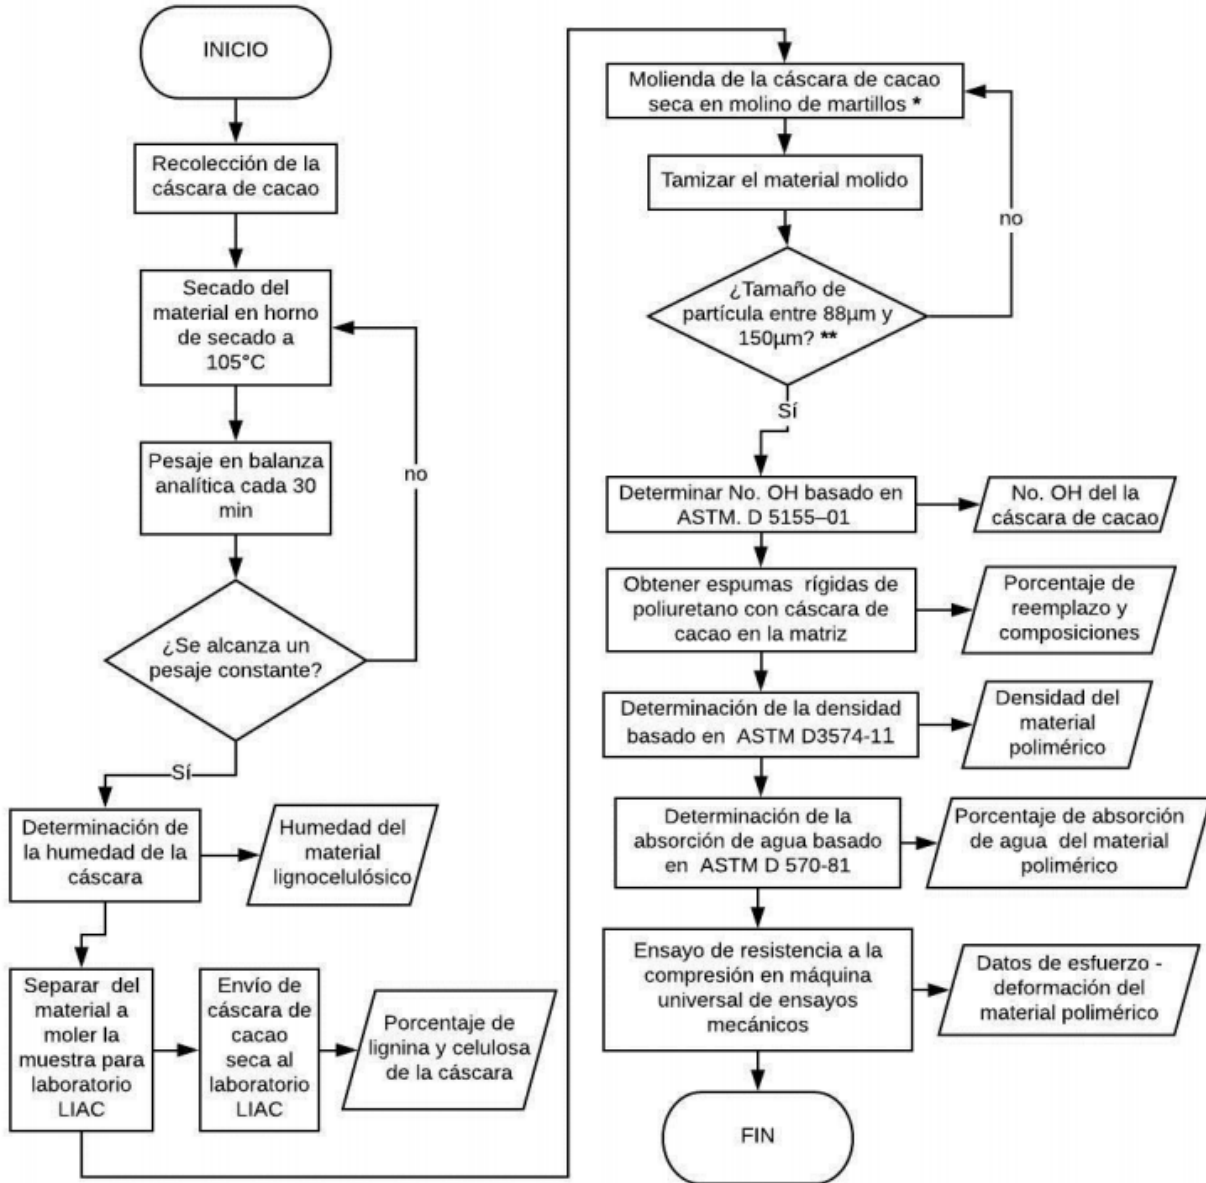 INICIO
Recolección de la
cáscara de cacao
Secado del
material en horno
de secado a
105°C
Pesaje en balanza
analítica cada 30
min
no
¿Se alcanza un
pesaje constante?
Sí
Determinación de
la humedad de la
cáscara
Humedad del
material
lignocelulósico
Separar del
material a
moler la
muestra para
laboratorio
LIAC
Envío de
cáscara de
cacao
seca al
laboratorio
LIAC
Porcentaje de
lignina y celulosa
de la cáscara
Molienda de la cáscara de cacao
seca en molino de martillos *
Tamizar el material molido
no
¿Tamaño de
partícula entre 88µm y
150µm? **
Sí
Determinar No. OH basado en
ASTM. D 5155–01
No. OH del la
cáscara de cacao
Obtener espumas rígidas de
poliuretano con cáscara de
cacao en la matriz
Porcentaje de
reemplazo y
composiciones
Determinación de la densidad
basado en ASTM D3574-11
Densidad del
material
polimérico
Determinación de la
absorción de agua basado
en ASTM D 570-81
Porcentaje de absorción
de agua del material
polimérico
Ensayo de resistencia a la
compresión en máquina
universal de ensayos
mecánicos
Datos de esfuerzo -
deformación del
material polimérico
FIN